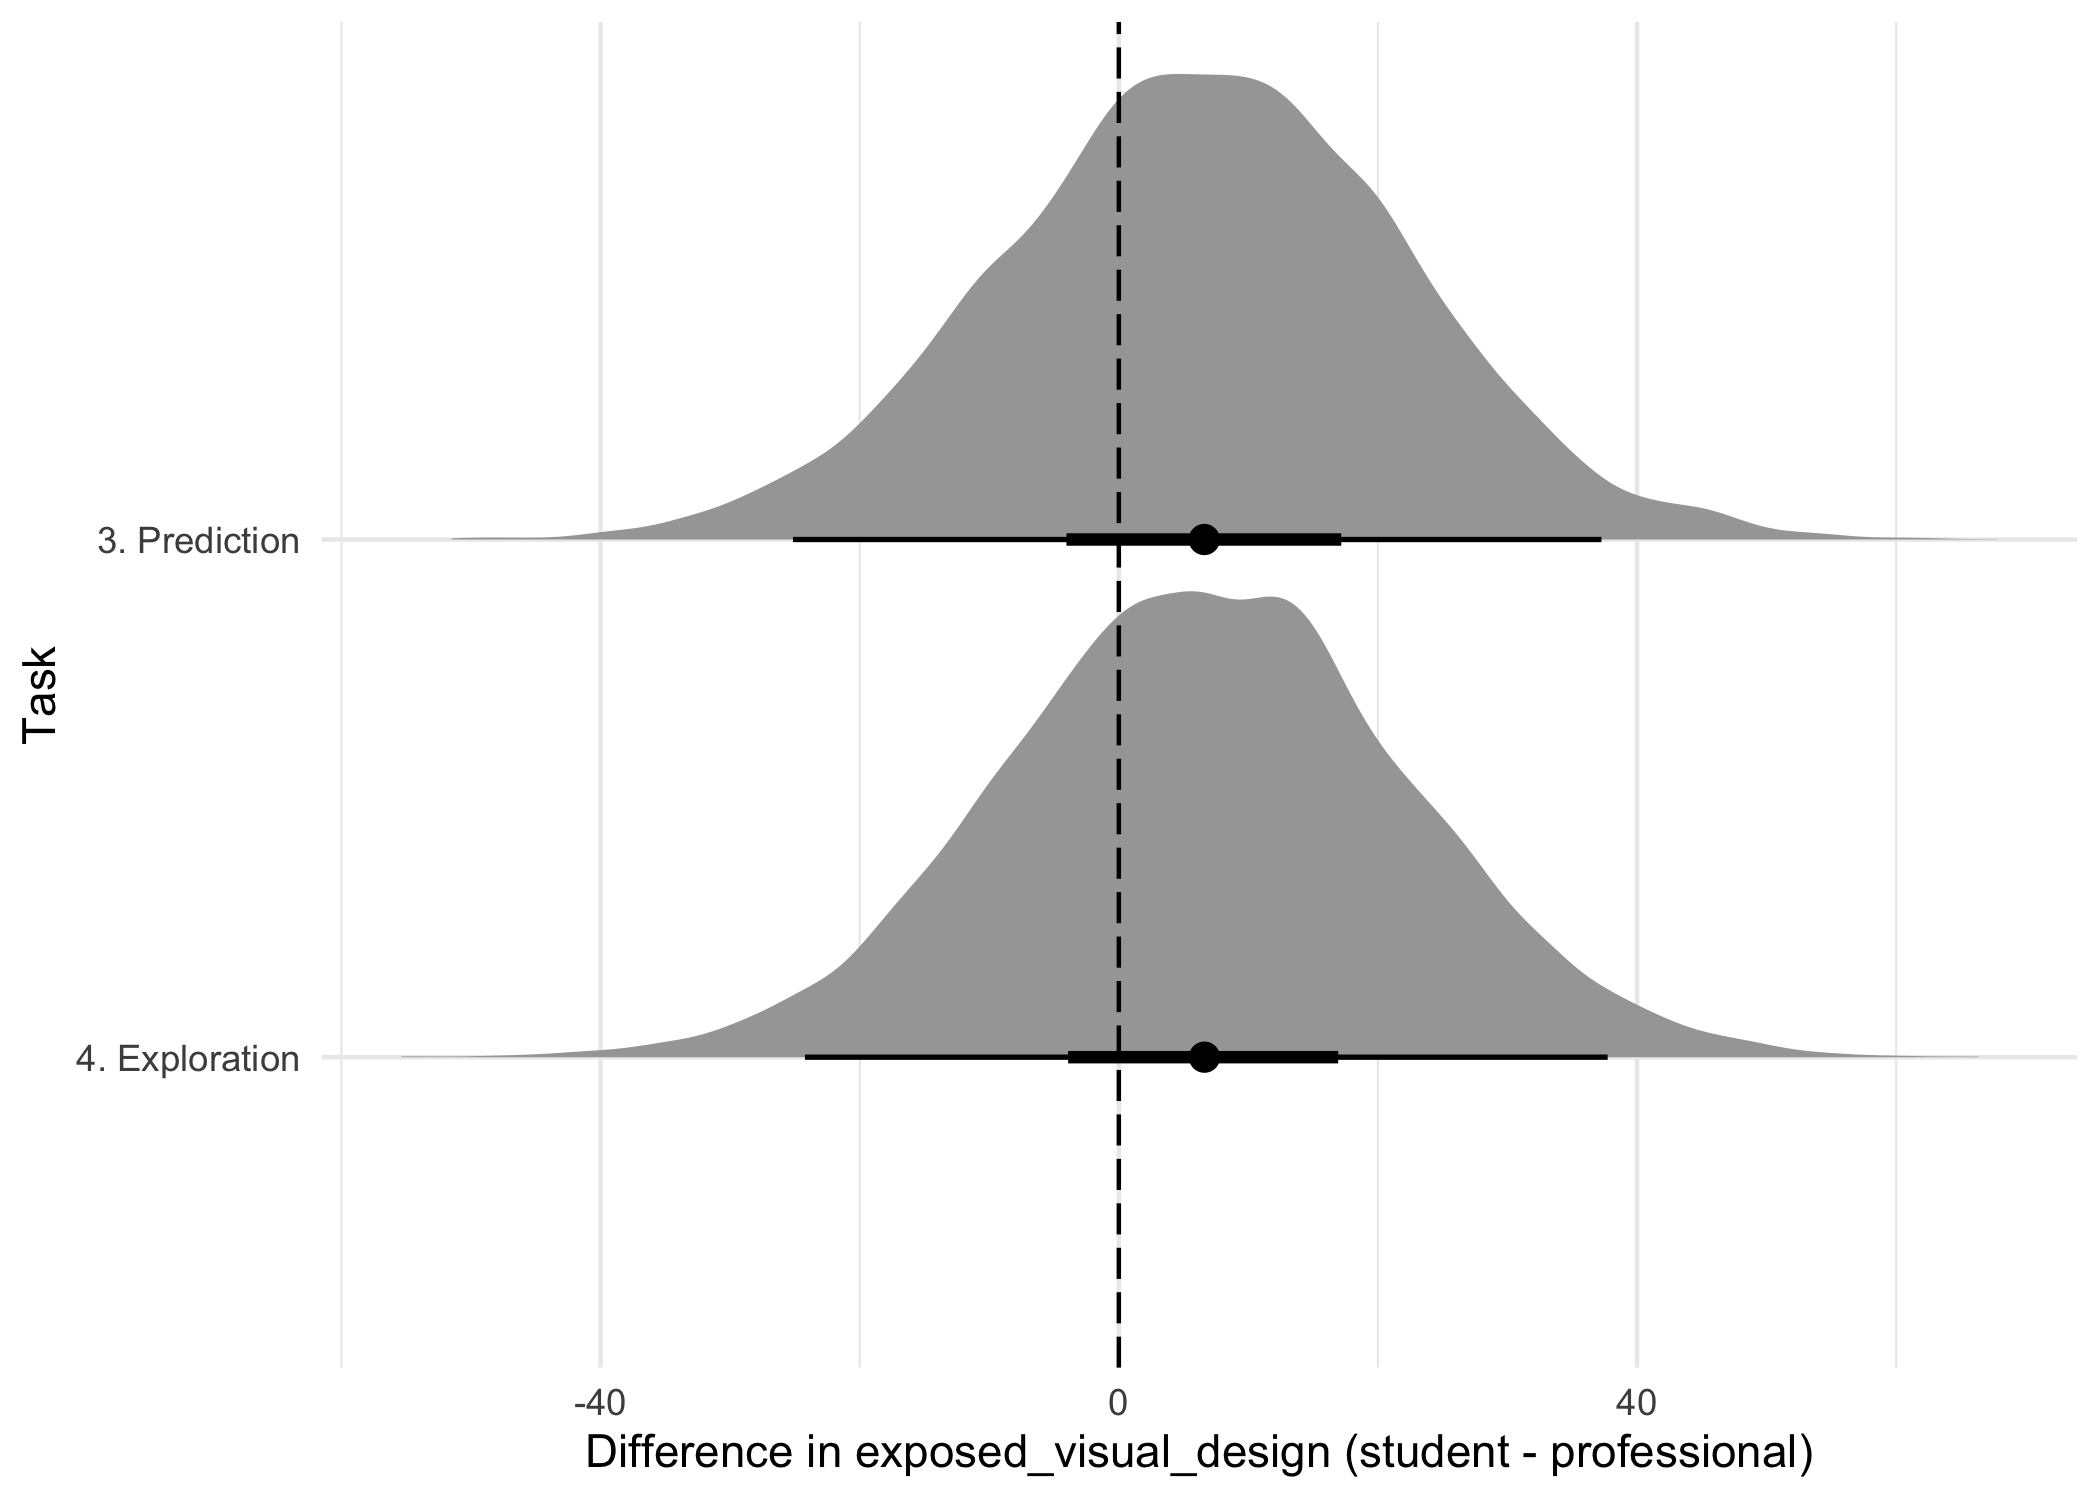 Task
3. Prediction
4. Exploration
-40
0
40
Difference in exposed_visual_design (student - professional)